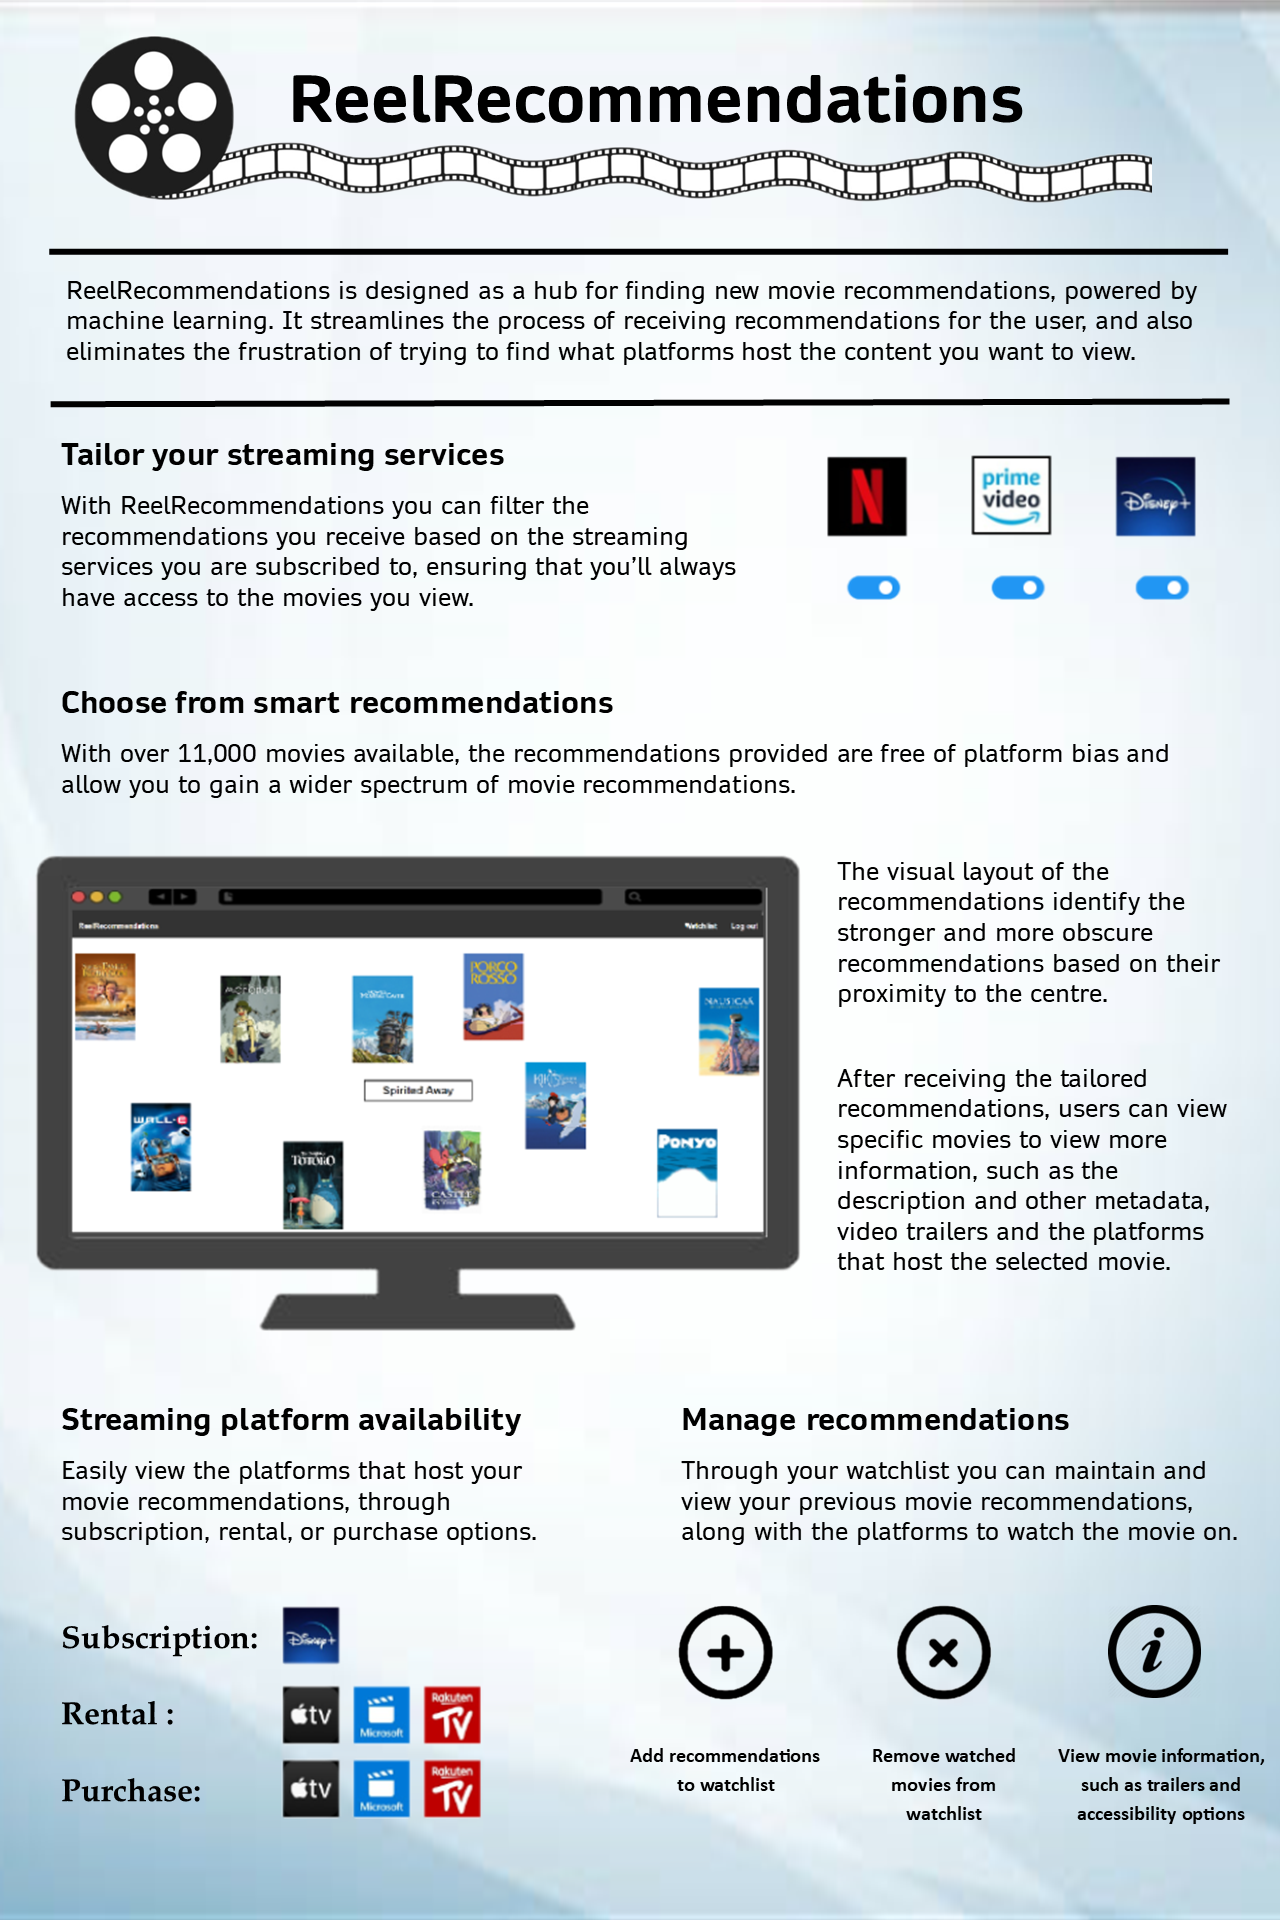 ReelRecommendations
ReelRecommendations is designed as a hub for finding new movie recommendations, powered by
machine learning. It streamlines the process of receiving recommendations for the user, and also
eliminates the frustration of trying to find what platforms host the content you want to view.
Tailor your streaming services
With ReelRecommendations you can filter the
recommendations you receive based on the streaming
services you are subscribed to, ensuring that you'll always
have access to the movies you view.
N
prime
video
Disney+
Choose from smart recommendations
With over 11,000 movies available, the recommendations provided are free of platform bias and
allow you to gain a wider spectrum of movie recommendations.
ReelRecommendations
Watchlist Log out
PORCO
ROSSO
NAUSICAÄ
Spirited Away
WALL·E
TOTORO
CASTLE
PONYO
The visual layout of the
recommendations identify the
stronger and more obscure
recommendations based on their
proximity to the centre.
After receiving the tailored
recommendations, users can view
specific movies to view more
information, such as the
description and other metadata,
video trailers and the platforms
that host the selected movie.
Streaming platform availability
Easily view the platforms that host your
movie recommendations, through
subscription, rental, or purchase options.
Subscription:
Disney+
Rental :
tv
Microsoft
Rakuten
TV
Purchase:
tv
Microsoft
Rakuten
TV
Manage recommendations
Through your watchlist you can maintain and
view your previous movie recommendations,
along with the platforms to watch the movie on.
i
Add recommendations
to watchlist
Remove watched
movies from
watchlist
View movie information,
such as trailers and
accessibility options